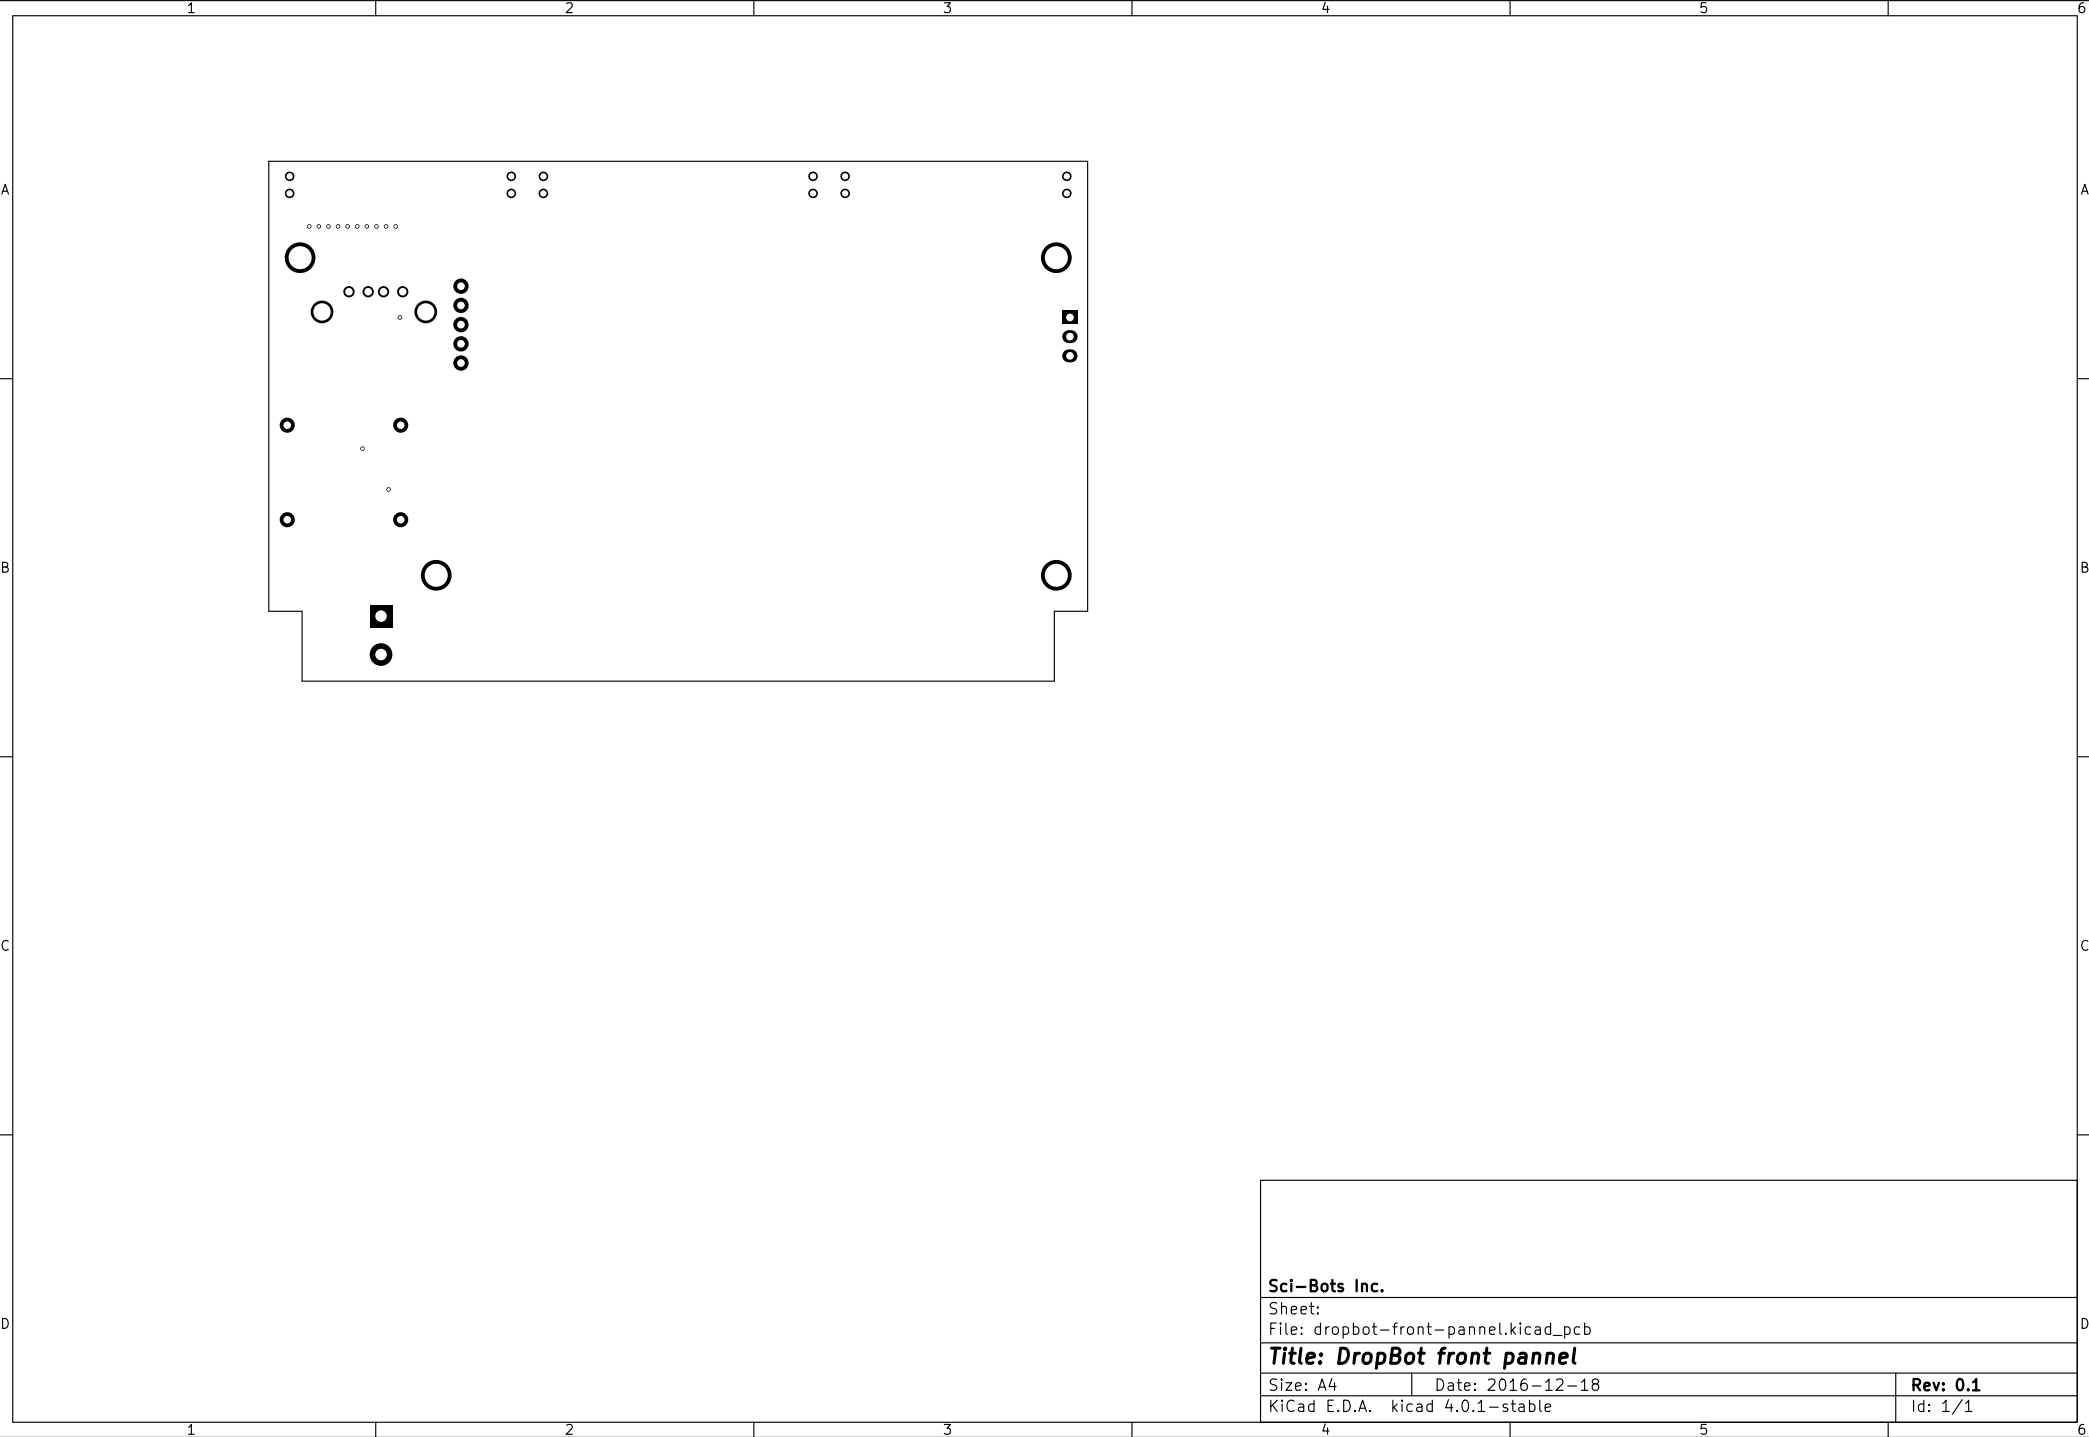 1 2 3 4 5 6
A A
B B
C C
Sci-Bots Inc.
Sheet:
File: dropbot-front-pannel.kicad_pcb
D D
Title: DropBot front pannel
Size: A4 Date: 2016-12-18 Rev: 0.1
KiCad E.D.A. kicad 4.0.1-stable Id: 1/1
1 2 3 4 5 6